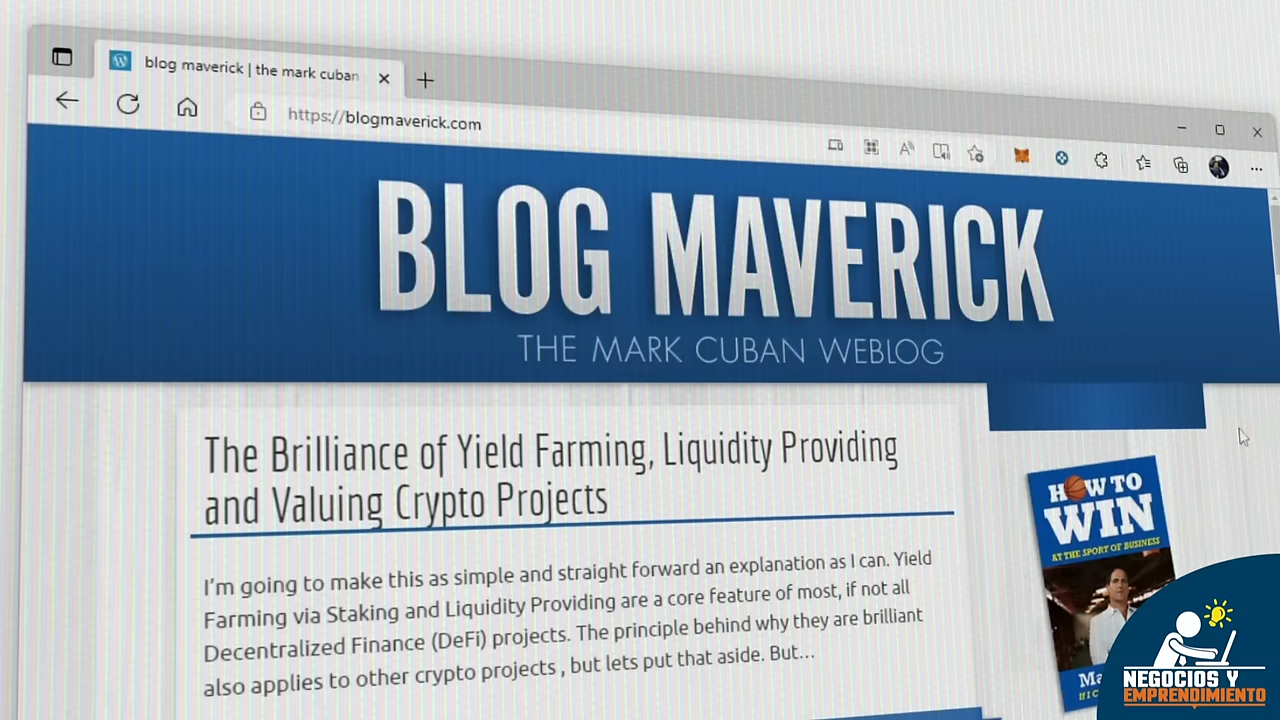 blog maverick | the mark cuban
https://blogmaverick.com
BLOG MAVERICK
THE MARK CUBAN WEBLOG
The Brilliance of Yield Farming, Liquidity Providing
and Valuing Crypto Projects
I'm going to make this as simple and straight forward an explanation as I can. Yield
Farming via Staking and Liquidity Providing are a core feature of most, if not all
Decentralized Finance (DeFi) projects. The principle behind why they are brilliant
also applies to other crypto projects , but lets put that aside. But...
HOW TO
WIN
AT THE SPORT OF BUSINESS
Ma
IF I C
NEGOCIOS Y
EMPRENDIMIENTO